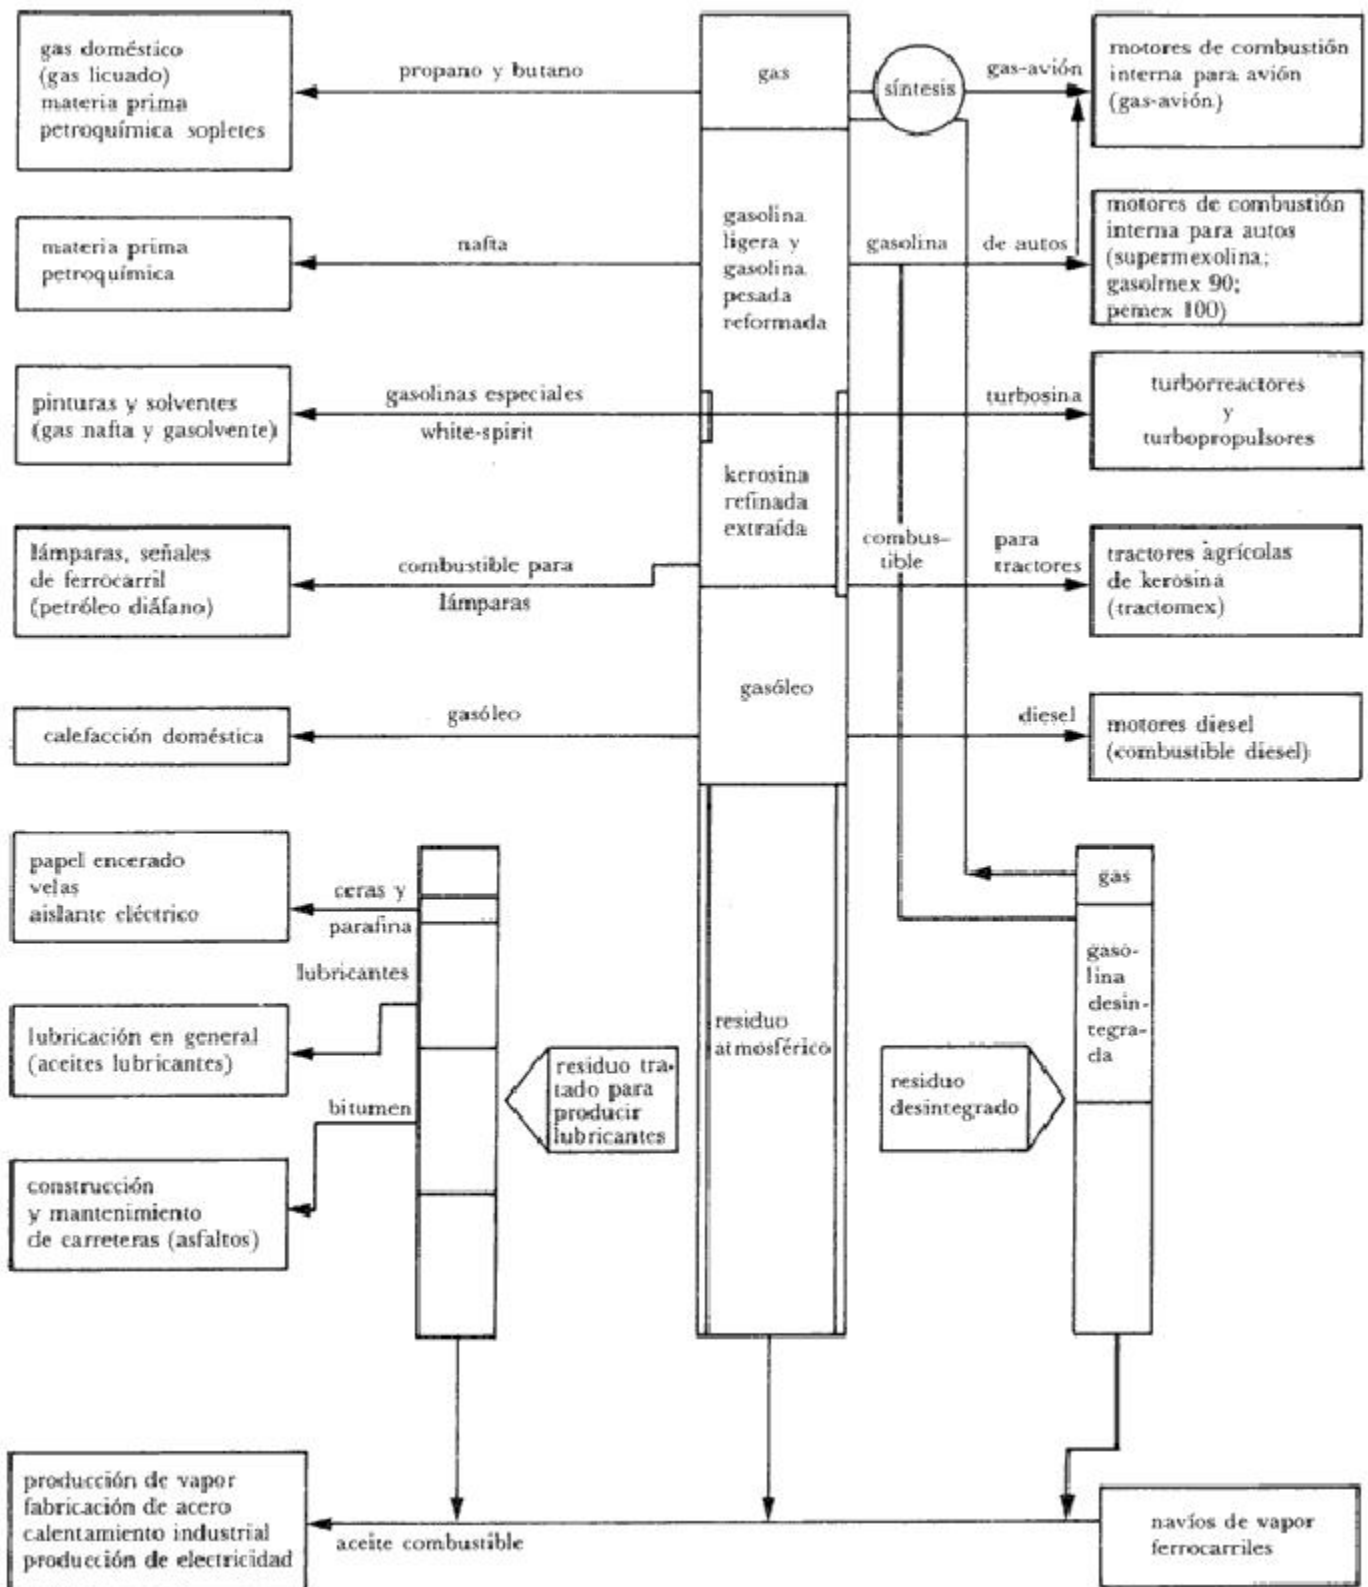 gas doméstico
(gas licuado)
materia prima
petroquímica sopletes
propano y butano
gas
síntesis
gas-avión
motores de combustión
interna para avión
(gas-avión)
materia prima
petroquímica
nafta
gasolina
ligera y
gasolina
pesada
reformada
gasolina
de autos
motores de combustión
interna para autos
(supermexolina;
gasolmex 90;
pemex 100)
pinturas y solventes
(gas nafta y gasolvente)
gasolinas especiales
white-spirit
turbosina
turborreactores
y
turbopropulsores
kerosina
refinada
extraída
lámparas, señales
de ferrocarril
(petróleo diáfano)
combustible para
lámparas
combus-
tible
para
tractores
tractores agrícolas
de kerosina
(tractomex)
calefacción doméstica
gasóleo
gasóleo
diesel
motores diesel
(combustible diesel)
papel encerado
velas
aislante eléctrico
ceras y
parafina
lubricantes
gas
gaso-
lina
desin-
tegra-
da
lubricación en general
(aceites lubricantes)
bitumen
residuo tra-
tado para
producir
lubricantes
residuo
atmosférico
residuo
desintegrado
construcción
y mantenimiento
de carreteras (asfaltos)
producción de vapor
fabricación de acero
calentamiento industrial
producción de electricidad
aceite combustible
navíos de vapor
ferrocarriles